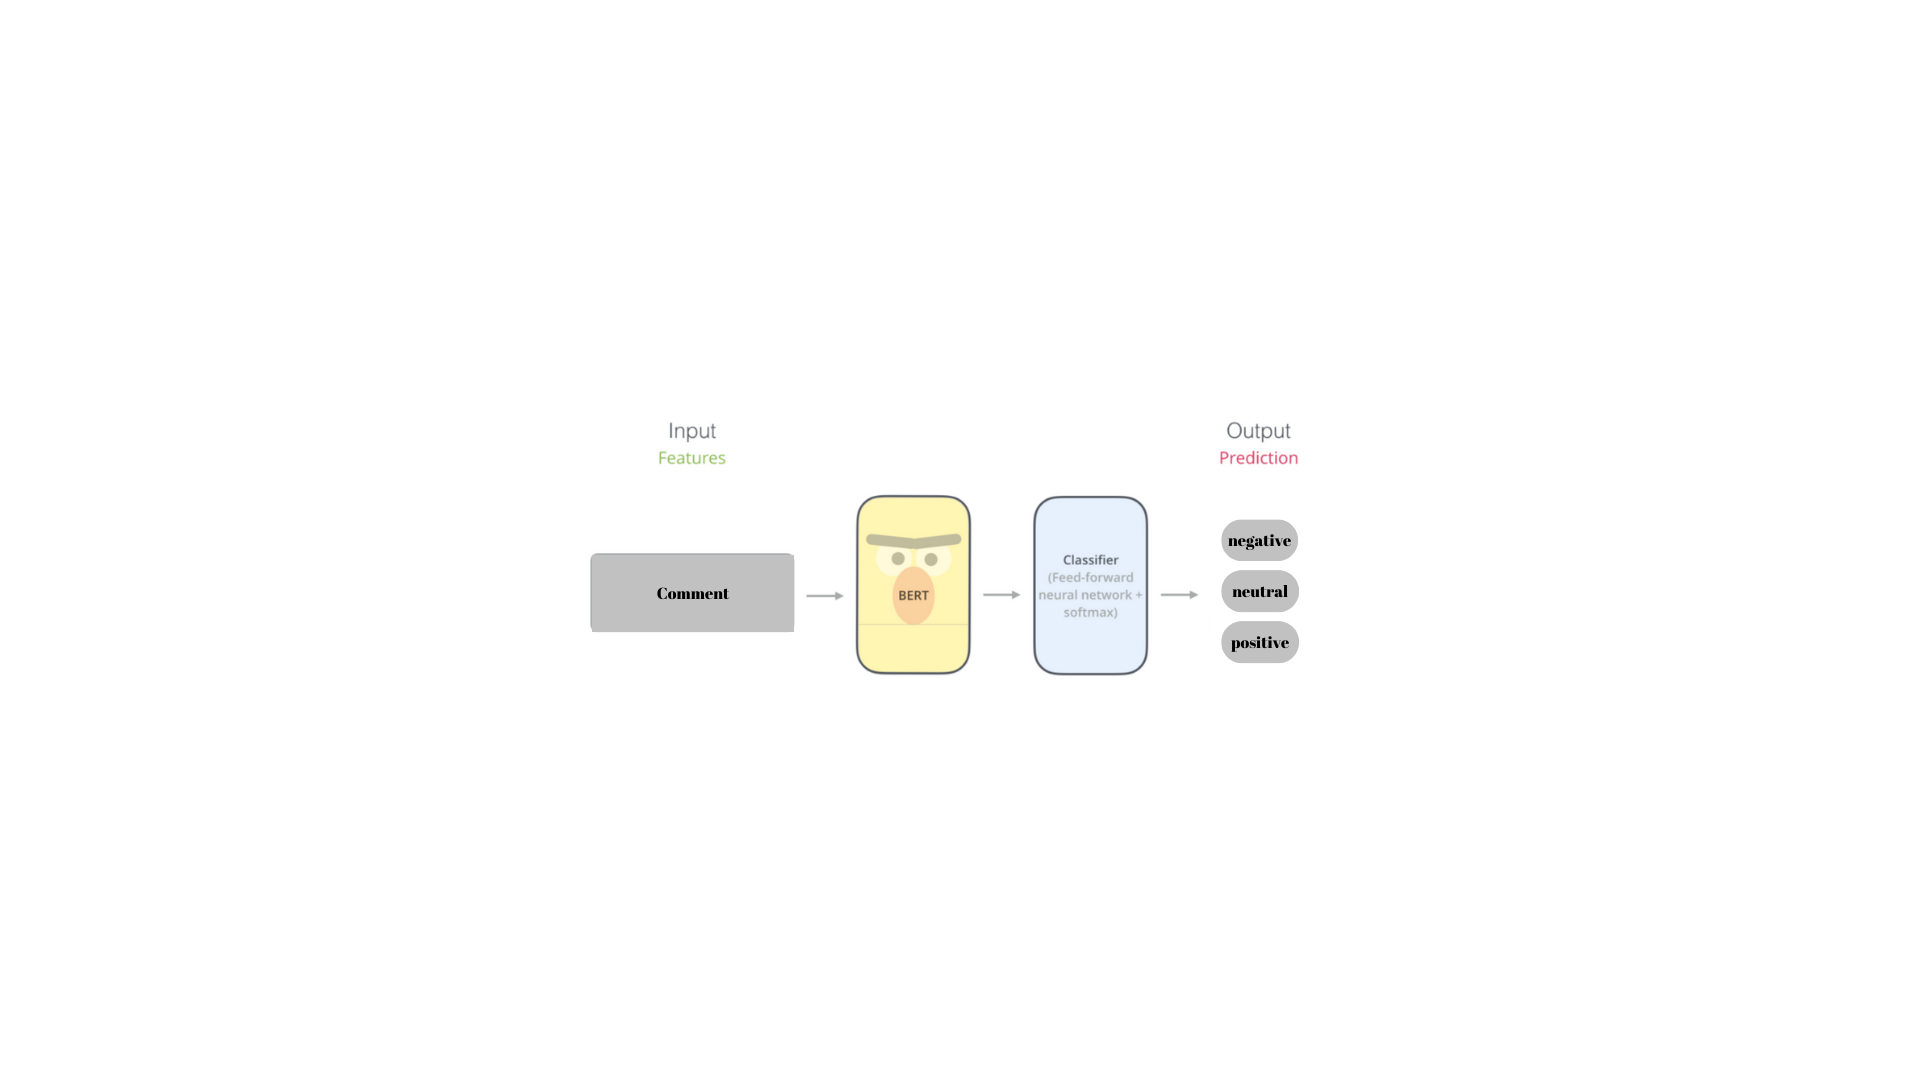 Input
Features
Output
Prediction
Comment
BERT
Classifier
(Feed-forward
neural network +
softmax)
negative
neutral
positive